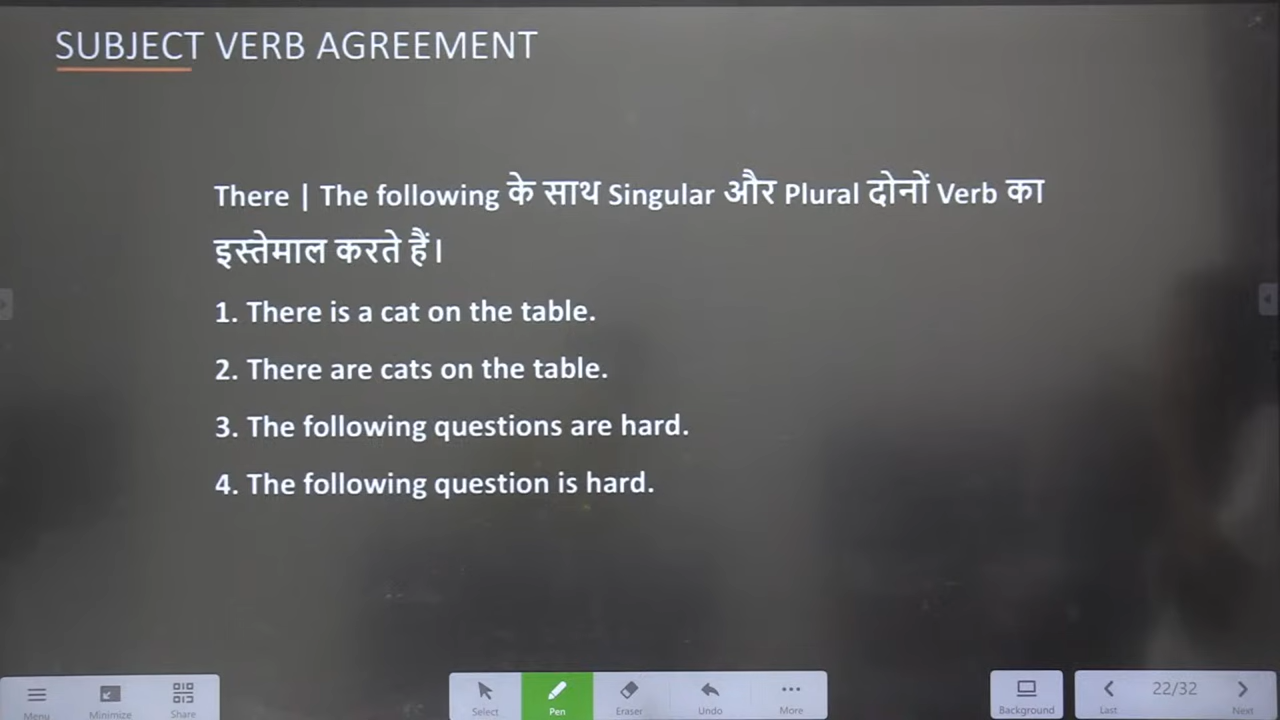 SUBJECT VERB AGREEMENT
There | The following के साथ Singular और Plural दोनों Verb का
इस्तेमाल करते हैं।
1. There is a cat on the table.
2. There are cats on the table.
3. The following questions are hard.
4. The following question is hard.
Menu
Minimize
Share
Select
Pen
Eraser
Undo
More
Background
Last
22/32
Next